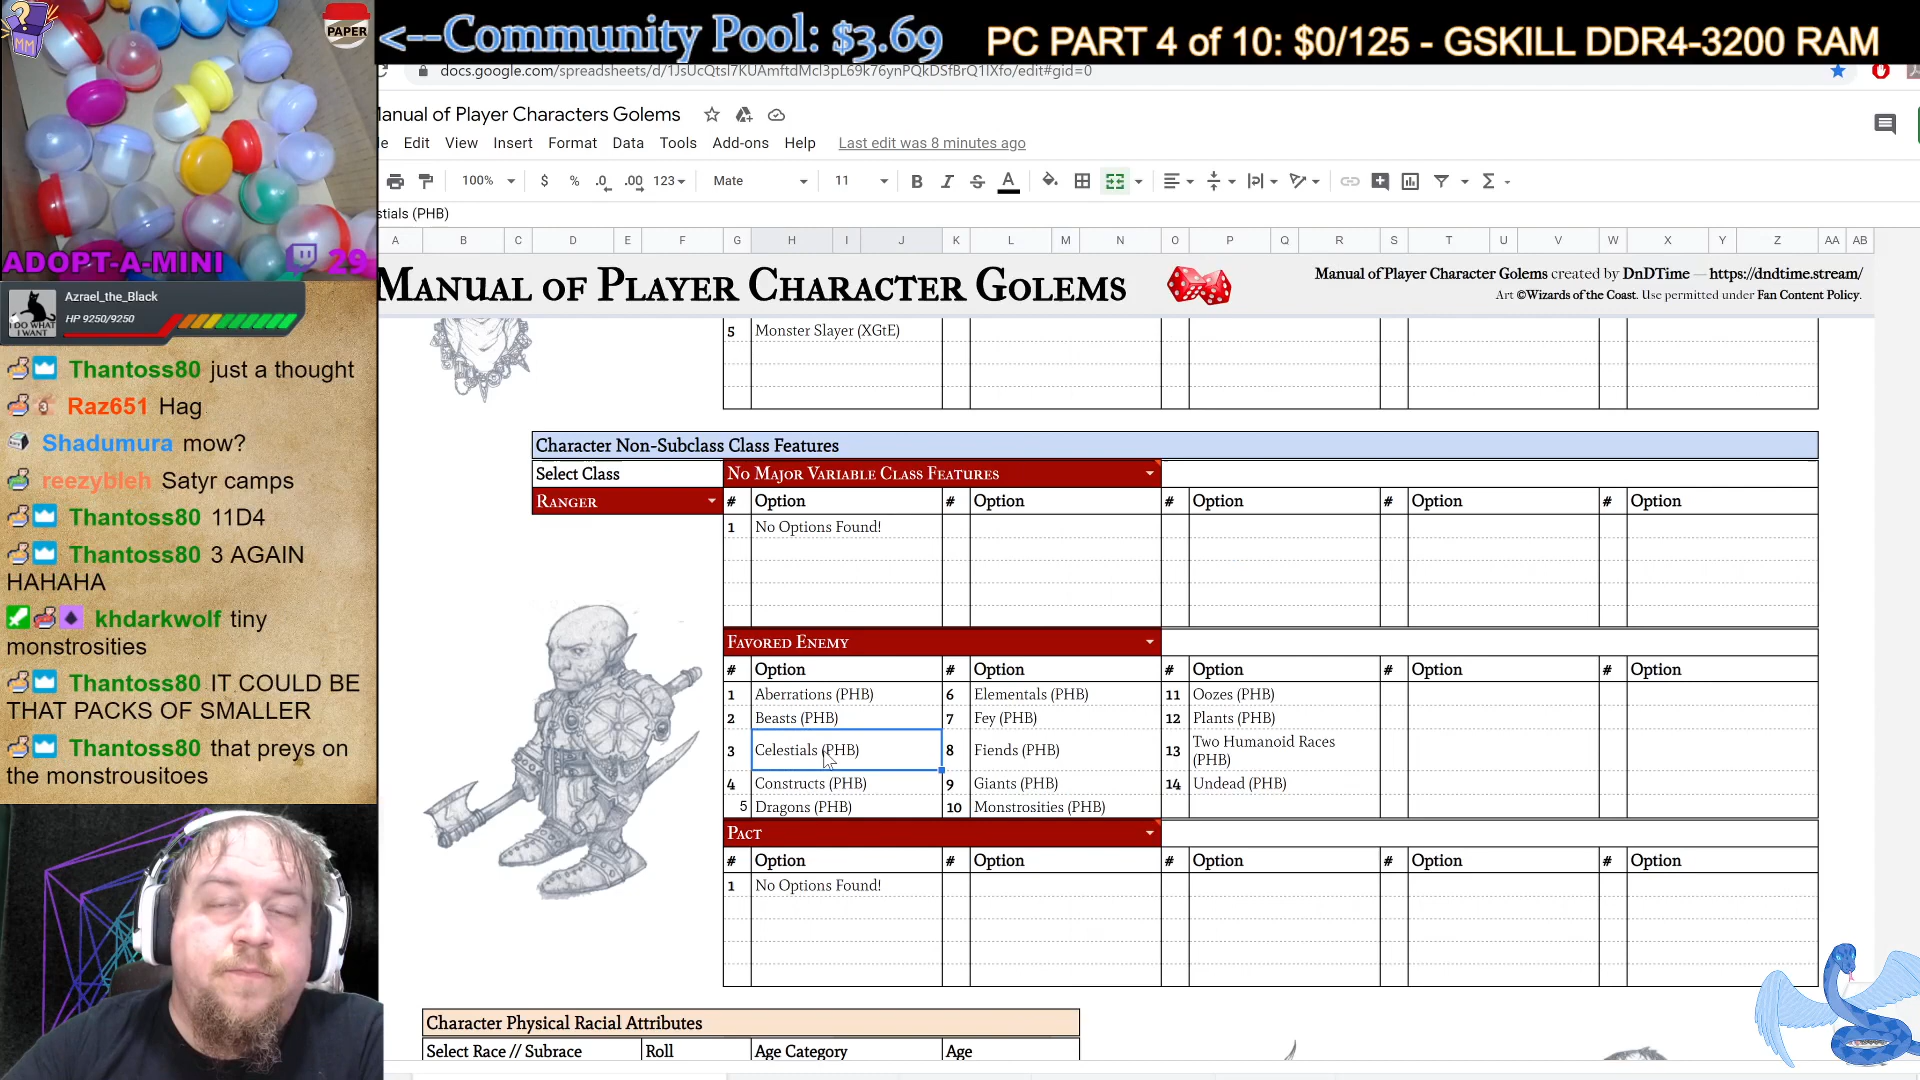 ? MM
PAPER
<--Community Pool: $3.69
PC PART 4 of 10: $0/125 - GSKILL DDR4-3200 RAM
docs.google.com/spreadsheets/d/1JsUcQtsl7KUAmftdMcl3pL69k76ynPQkDSfBrQ1lXfo/edit#gid=0
Manual of Player Characters Golems
Edit View Insert Format Data Tools Add-ons Help Last edit was 8 minutes ago
100% $ % .0 .00 123 Mate 11 B I S A
stials (PHB)
A B C D E F G H I J K L M N O P Q R S T U V W X Y Z AA AB
ADOPT-A-MINI 29
Manual of Player Character Golems
Manual of Player Character Golems created by DnDTime — https://dndtime.stream/
Art ©Wizards of the Coast. Use permitted under Fan Content Policy.
I DO WHAT I WANT
Azrael_the_Black
HP 9250/9250
Thantoss80 just a thought
Raz651 Hag
Shadumura mow?
reezybleh Satyr camps
Thantoss80 11D4
Thantoss80 3 AGAIN
HAHAHA
khdarkwolf tiny
monstrosities
Thantoss80 IT COULD BE
THAT PACKS OF SMALLER
Thantoss80 that preys on
the monstrousitoes
5 Monster Slayer (XGtE)
Character Non-Subclass Class Features
Select Class No Major Variable Class Features
Ranger # Option # Option # Option # Option # Option
1 No Options Found!
Favored Enemy
# Option # Option # Option # Option # Option
1 Aberrations (PHB) 6 Elementals (PHB) 11 Oozes (PHB)
2 Beasts (PHB) 7 Fey (PHB) 12 Plants (PHB)
3 Celestials (PHB) 8 Fiends (PHB) 13 Two Humanoid Races
(PHB)
4 Constructs (PHB) 9 Giants (PHB) 14 Undead (PHB)
5 Dragons (PHB) 10 Monstrosities (PHB)
Pact
# Option # Option # Option # Option # Option
1 No Options Found!
Character Physical Racial Attributes
Select Race // Subrace Roll Age Category Age